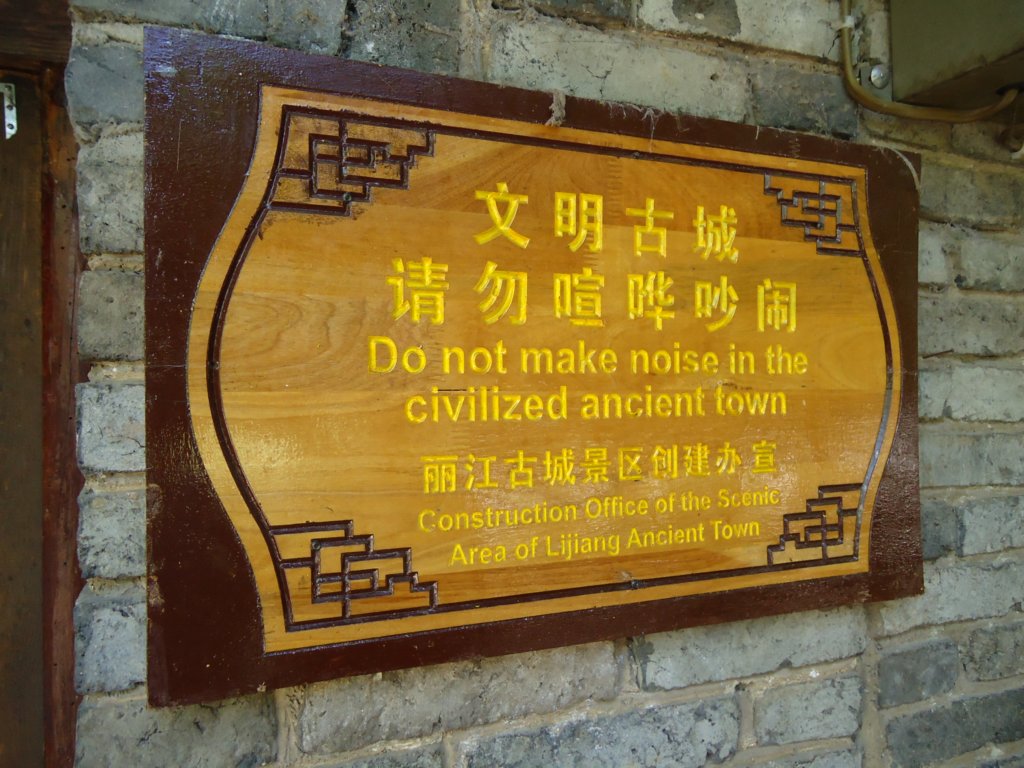 文明古城
请勿喧哗吵闹
Do not make noise in the
civilized ancient town
丽江古城景区创建办宣
Construction Office of the Scenic
Area of Lijiang Ancient Town